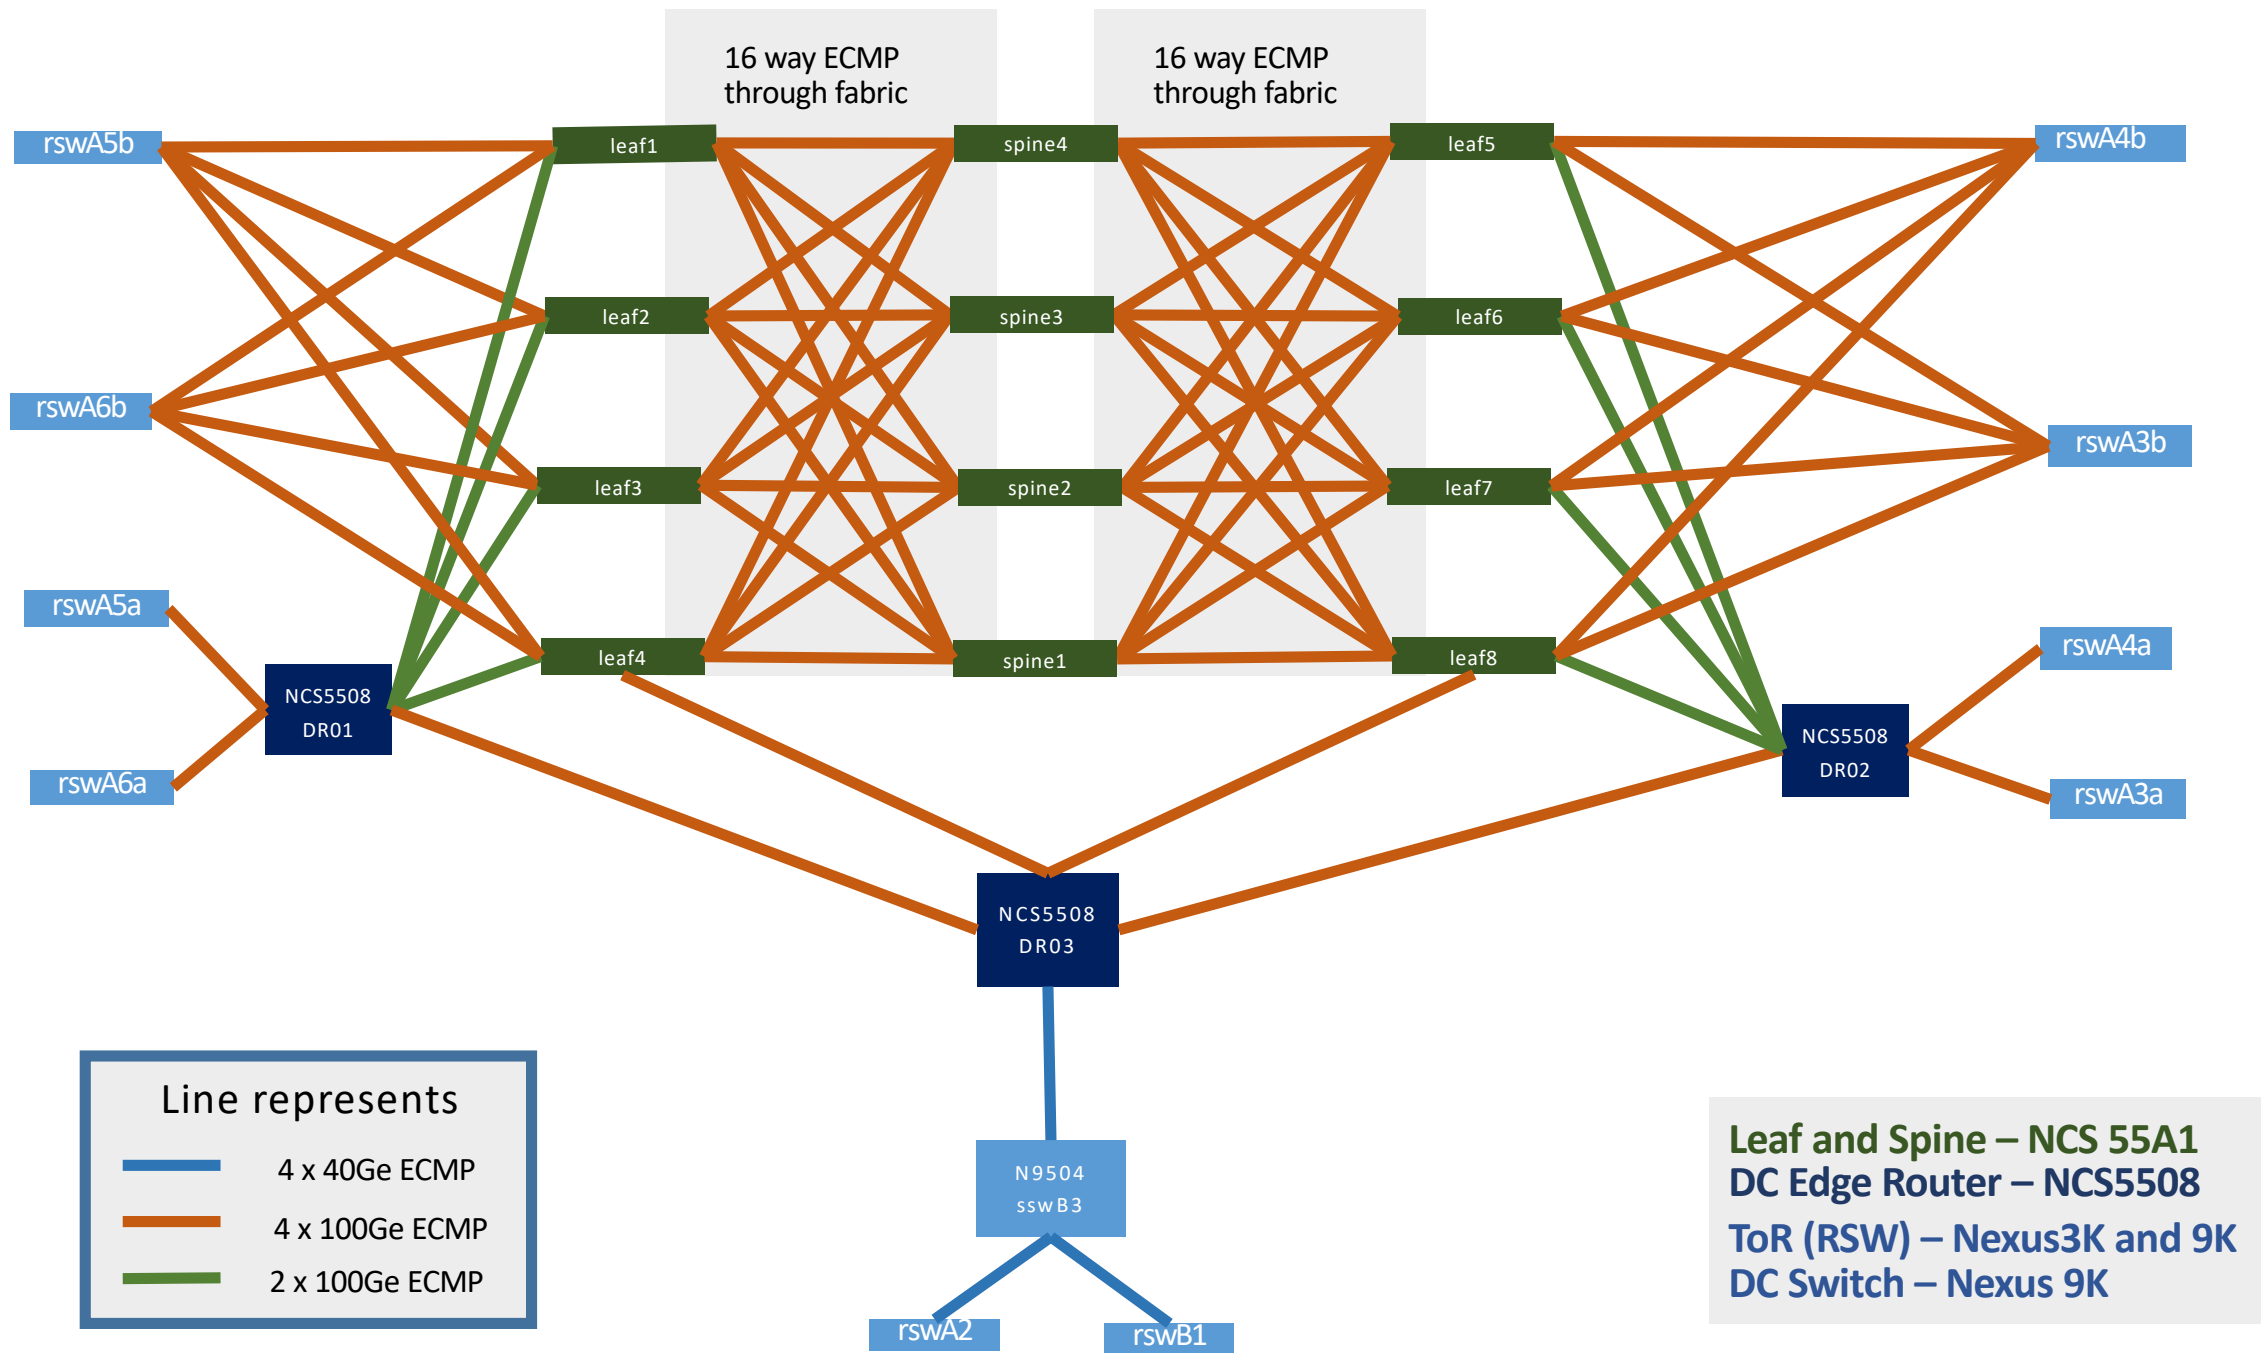 16 way ECMP
through fabric
16 way ECMP
through fabric
rswA5b
leaf1
spine4
leaf5
rswA4b
leaf2
spine3
leaf6
rswA6b
rswA3b
leaf3
spine2
leaf7
rswA5a
leaf4
spine1
leaf8
rswA4a
NCS5508
DR01
NCS5508
DR02
rswA6a
rswA3a
NCS5508
DR03
Line represents
4 x 40Ge ECMP
4 x 100Ge ECMP
2 x 100Ge ECMP
N9504
sswB3
rswA2
rswB1
Leaf and Spine – NCS 55A1
DC Edge Router – NCS5508
ToR (RSW) – Nexus3K and 9K
DC Switch – Nexus 9K